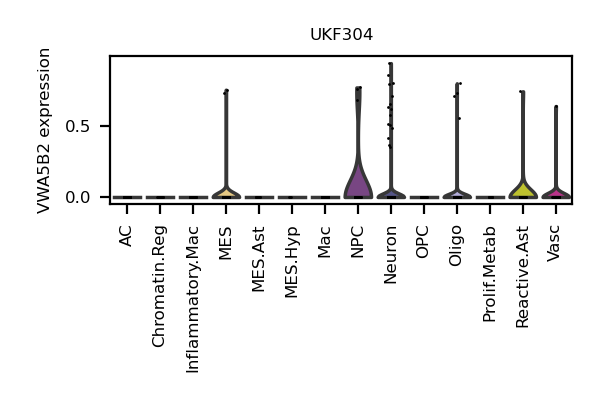 UKF304
VWA5B2 expression
0.5
0.0
AC
Chromatin.Reg
Inflammatory.Mac
MES
MES.Ast
MES.Hyp
Mac
NPC
Neuron
OPC
Oligo
Prolif.Metab
Reactive.Ast
Vasc